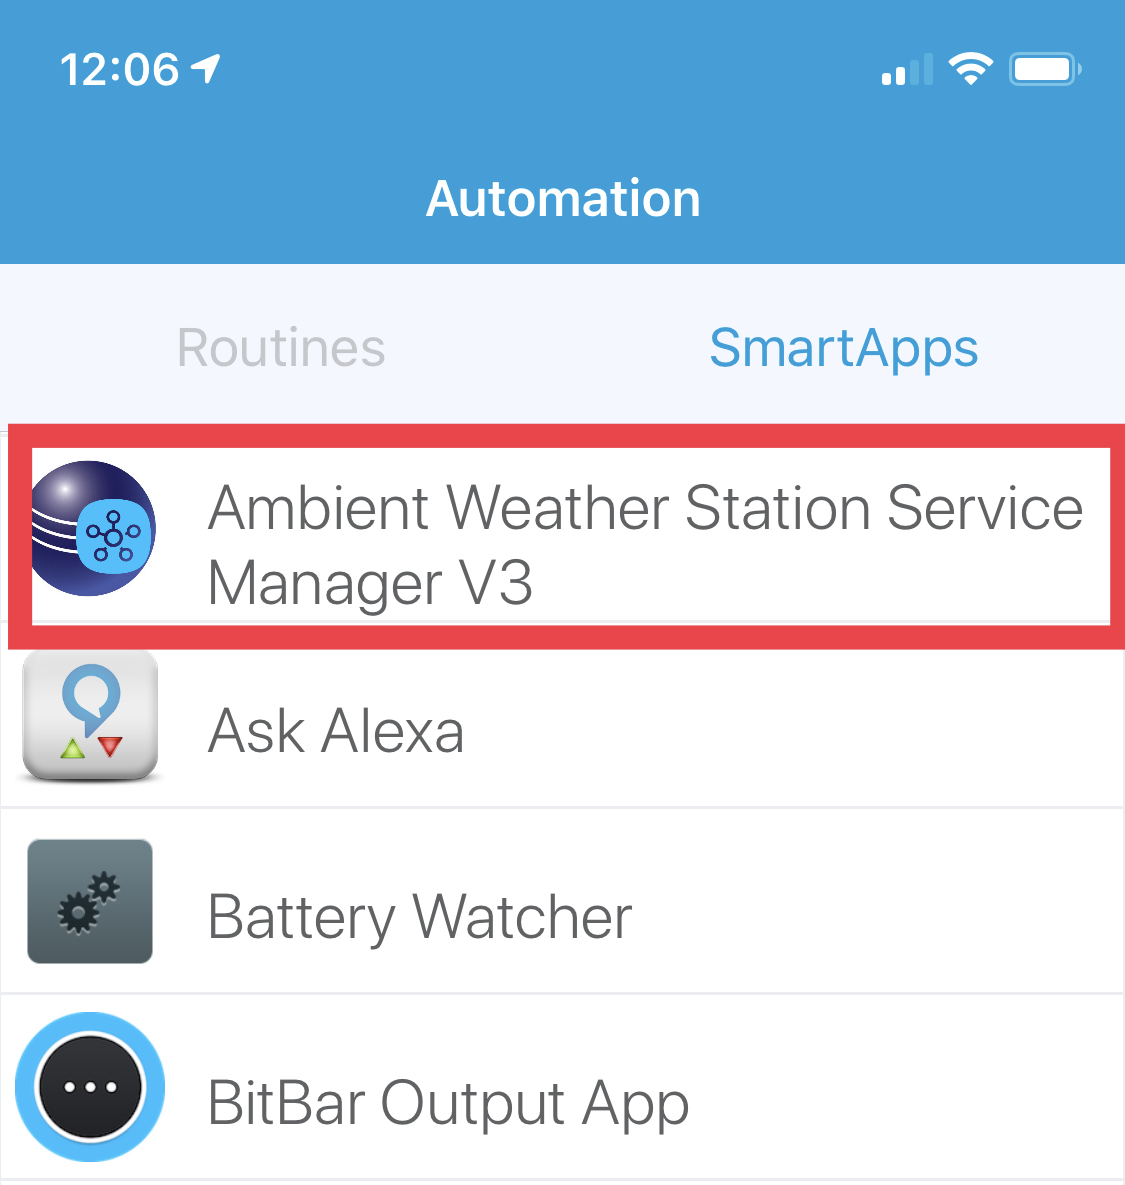 12:06
Automation
Routines SmartApps
Ambient Weather Station Service
Manager V3
Ask Alexa
Battery Watcher
BitBar Output App